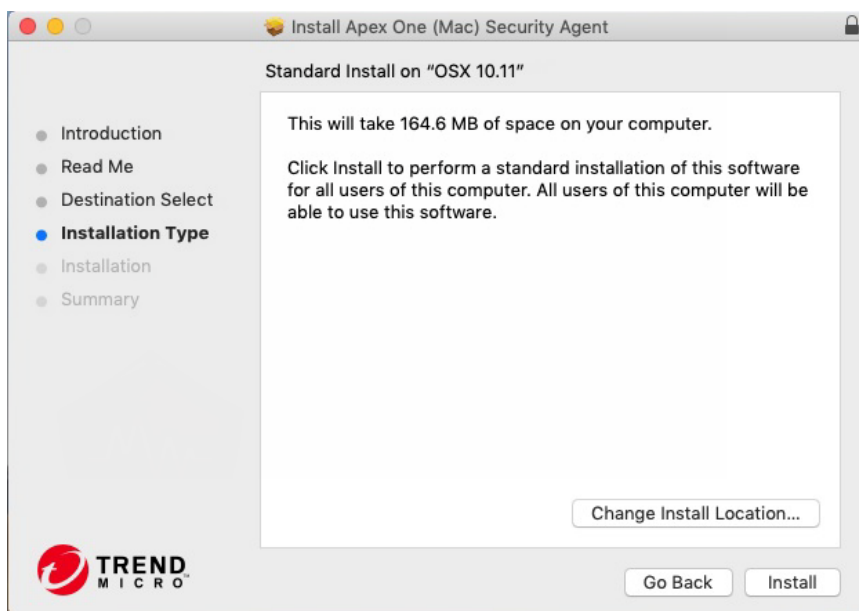 Install Apex One (Mac) Security Agent
Standard Install on “OSX 10.11”
Introduction
Read Me
Destination Select
Installation Type
Installation
Summary
This will take 164.6 MB of space on your computer.
Click Install to perform a standard installation of this software
for all users of this computer. All users of this computer will be
able to use this software.
Change Install Location...
TREND
MICRO™
Go Back
Install